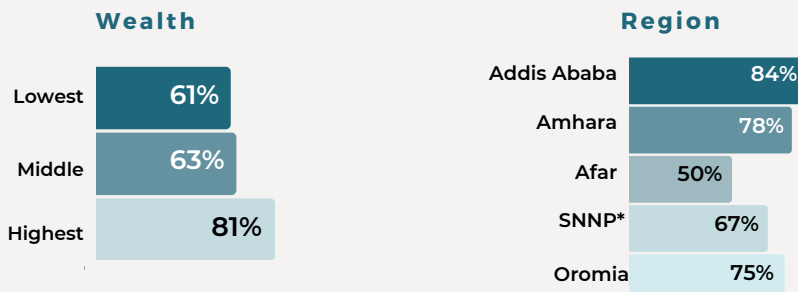 Wealth
Lowest 61%
Middle 63%
Highest 81%
Region
Addis Ababa 84%
Amhara 78%
Afar 50%
SNNP* 67%
Oromia 75%